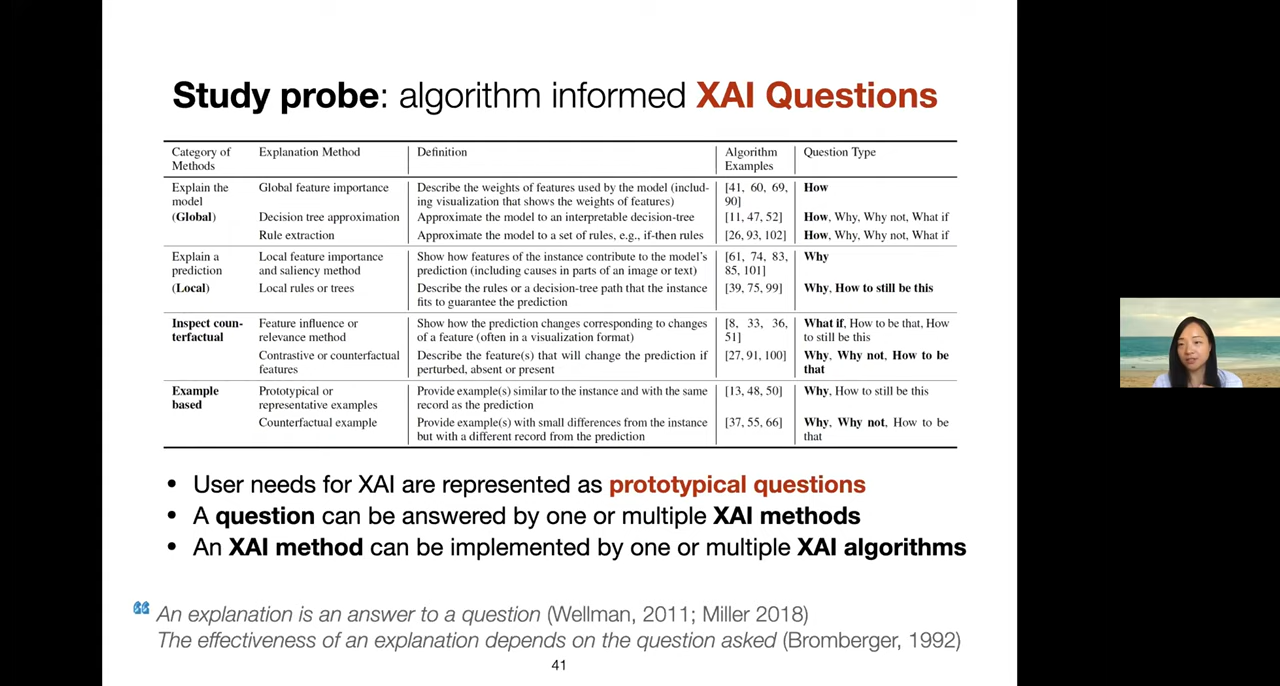 Study probe: algorithm informed XAI Questions
Category of Methods | Explanation Method | Definition | Algorithm Examples | Question Type
Explain the model (Global) | Global feature importance | Describe the weights of features used by the model (includ-ing visualization that shows the weights of features) | [41, 60, 69, 90] | How
Decision tree approximation | Approximate the model to an interpretable decision-tree | [11, 47, 52] | How, Why, Why not, What if
Rule extraction | Approximate the model to a set of rules, e.g., if-then rules | [26, 93, 102] | How, Why, Why not, What if
Explain a prediction (Local) | Local feature importance and saliency method | Show how features of the instance contribute to the model's prediction (including causes in parts of an image or text) | [61, 74, 83, 85, 101] | Why
Local rules or trees | Describe the rules or a decision-tree path that the instance fits to guarantee the prediction | [39, 75, 99] | Why, How to still be this
Inspect coun-terfactual | Feature influence or relevance method | Show how the prediction changes corresponding to changes of a feature (often in a visualization format) | [8, 33, 36, 51] | What if, How to be that, How to still be this
Contrastive or counterfactual features | Describe the feature(s) that will change the prediction if perturbed, absent or present | [27, 91, 100] | Why, Why not, How to be that
Example based | Prototypical or representative examples | Provide example(s) similar to the instance and with the same record as the prediction | [13, 48, 50] | Why, How to still be this
Counterfactual example | Provide example(s) with small differences from the instance but with a different record from the prediction | [37, 55, 66] | Why, Why not, How to be that
• User needs for XAI are represented as prototypical questions
• A question can be answered by one or multiple XAI methods
• An XAI method can be implemented by one or multiple XAI algorithms
“ An explanation is an answer to a question (Wellman, 2011; Miller 2018)
The effectiveness of an explanation depends on the question asked (Bromberger, 1992)
41